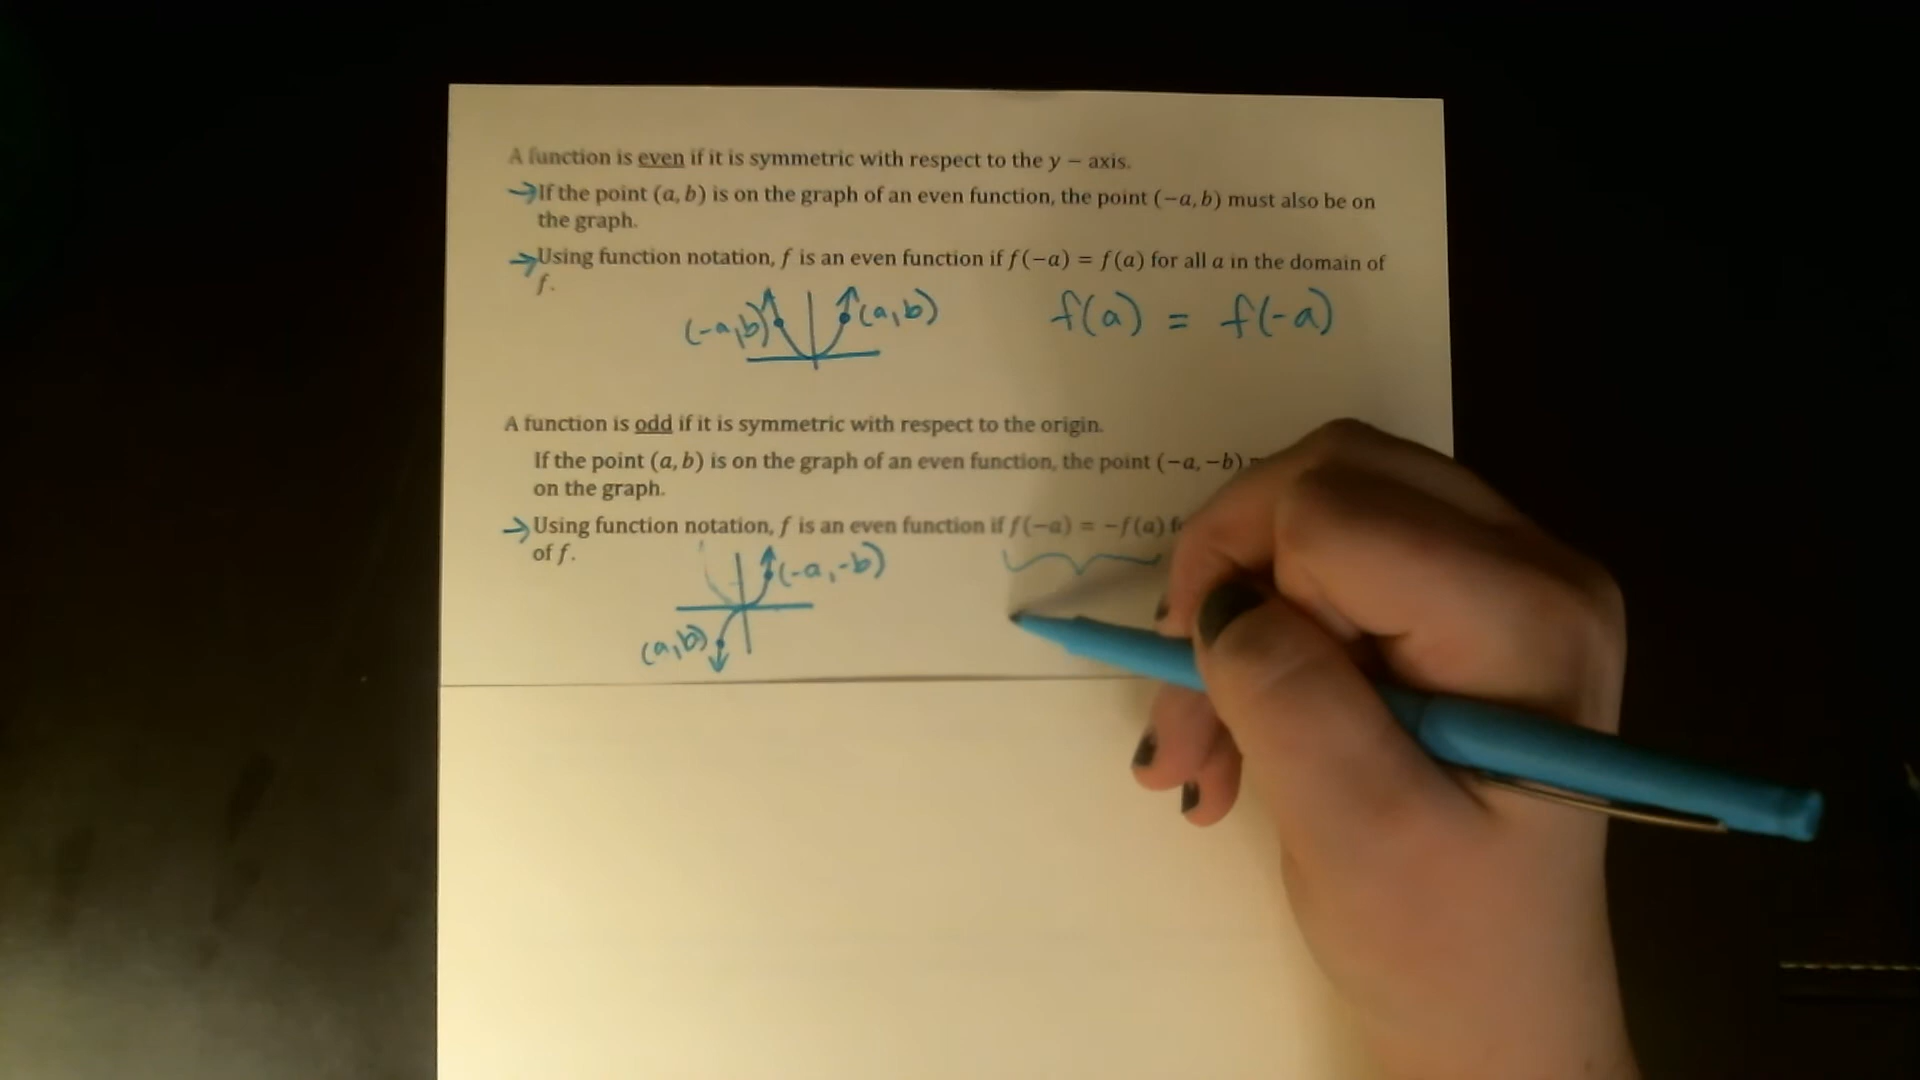 A function is even if it is symmetric with respect to the y – axis.
→If the point (a, b) is on the graph of an even function, the point (−a, b) must also be on
the graph.
→Using function notation, f is an even function if f(−a) = f(a) for all a in the domain of
f.
(-a,b) (a,b) f(a) = f(-a)
A function is odd if it is symmetric with respect to the origin.
If the point (a, b) is on the graph of an even function, the point (−a, −b)
on the graph.
→Using function notation, f is an even function if f(−a) = −f(a)
of f.
(-a,-b)
(a,b)